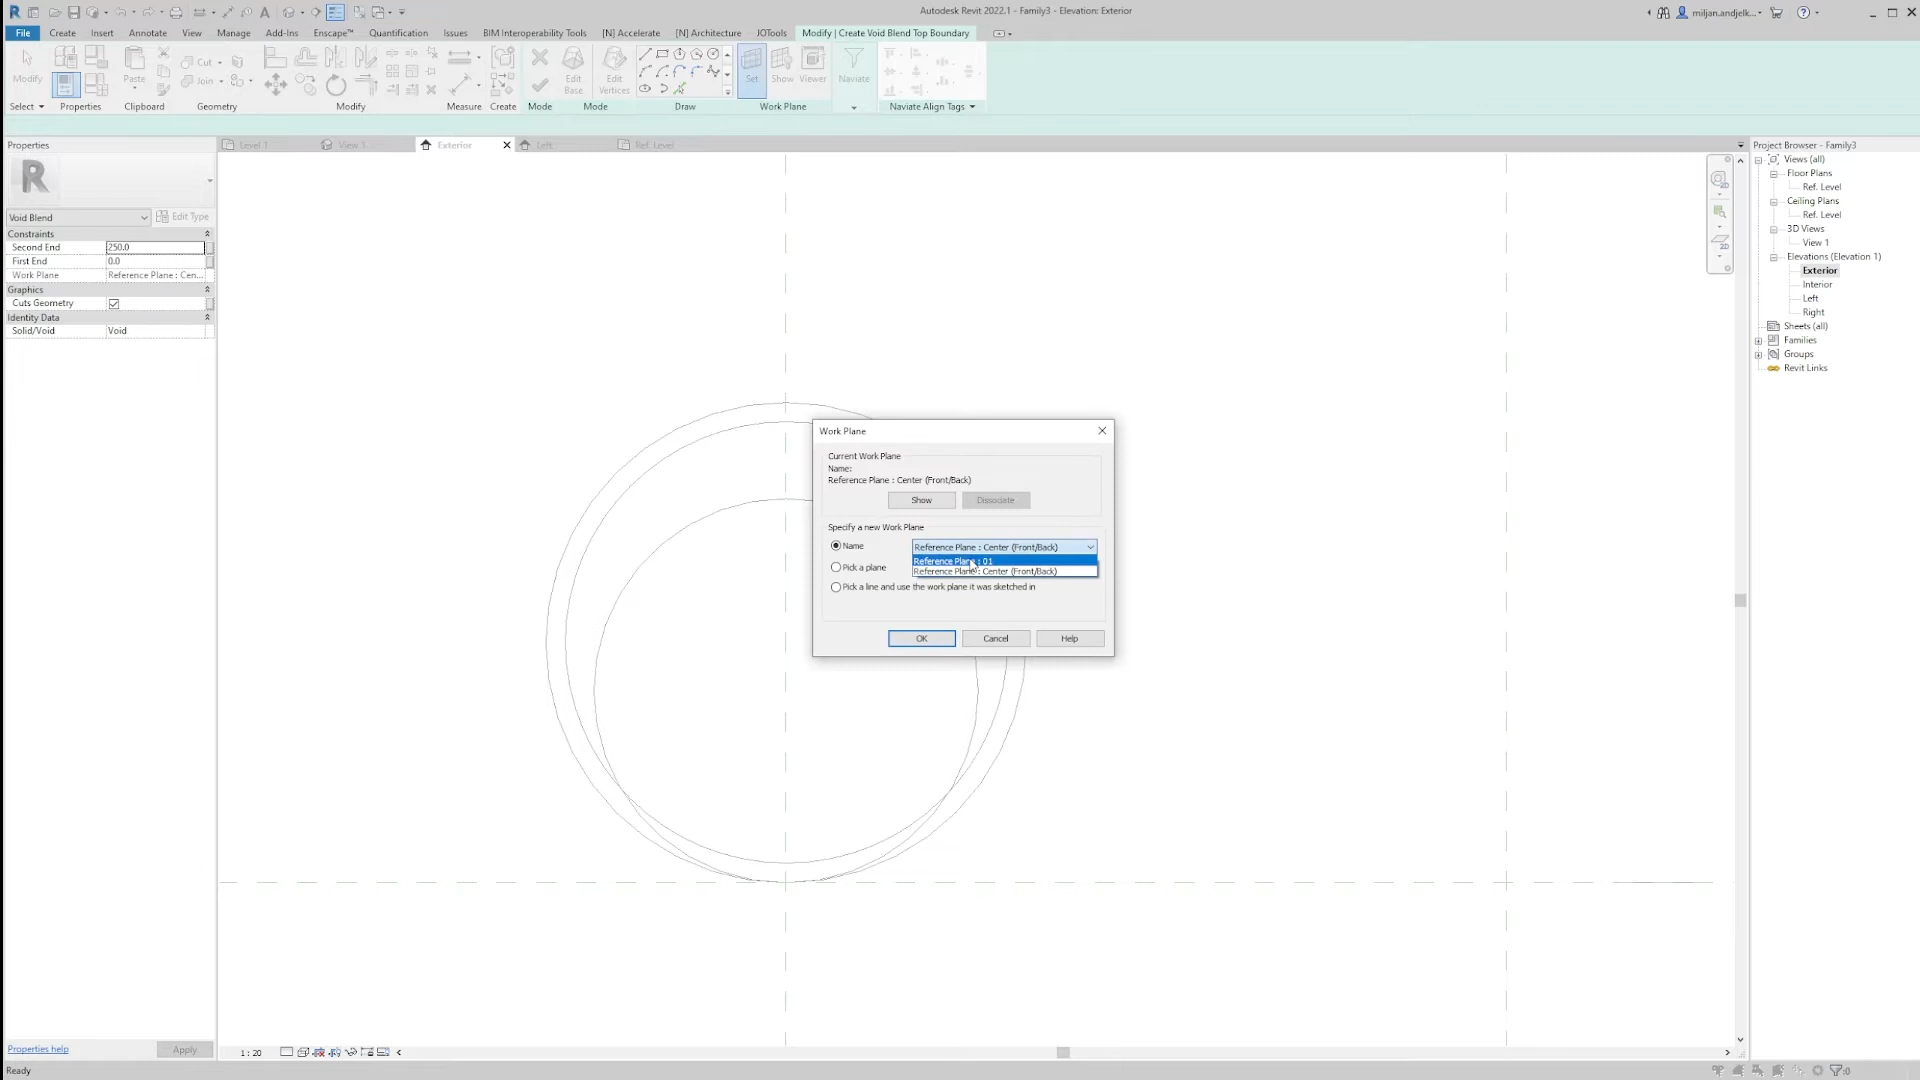 Autodesk Revit 2022.1 - Family3 - Elevation: Exterior
miljan.andjelk...
File Create Insert Annotate View Manage Add-Ins Enscape™ Quantification Issues BIM Interoperability Tools [N] Accelerate [N] Architecture JOTools Modify | Create Void Blend Top Boundary
Cut
Join
Modify
Paste
Edit
Base
Edit
Vertices
Set Show Viewer Naviate
Select Properties Clipboard Geometry Modify Measure Create Mode Mode Draw Work Plane Naviate Align Tags
Properties
Level 1 View 1 Exterior Left Ref. Level
Project Browser - Family3
Void Blend Edit Type
Constraints
Second End 250.0
First End 0.0
Work Plane Reference Plane : Cen...
Graphics
Cuts Geometry
Identity Data
Solid/Void Void
Views (all)
Floor Plans
Ref. Level
Ceiling Plans
Ref. Level
3D Views
View 1
Elevations (Elevation 1)
Exterior
Interior
Left
Right
Sheets (all)
Families
Groups
Revit Links
2D
Work Plane
Current Work Plane
Name:
Reference Plane : Center (Front/Back)
Show Dissociate
Specify a new Work Plane
Name Reference Plane : Center (Front/Back)
Reference Plane : 01
Pick a plane Reference Plane : Center (Front/Back)
Pick a line and use the work plane it was sketched in
OK Cancel Help
Properties help Apply
1 : 20
Ready
:0